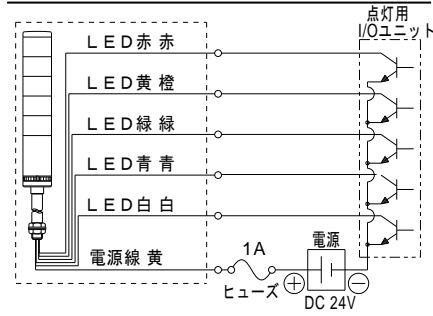 点灯用
I/Oユニット
LED赤 赤
LED黄 橙
LED緑 緑
LED青 青
LED白 白
電源線 黄
1A
ヒューズ
電源
DC 24V